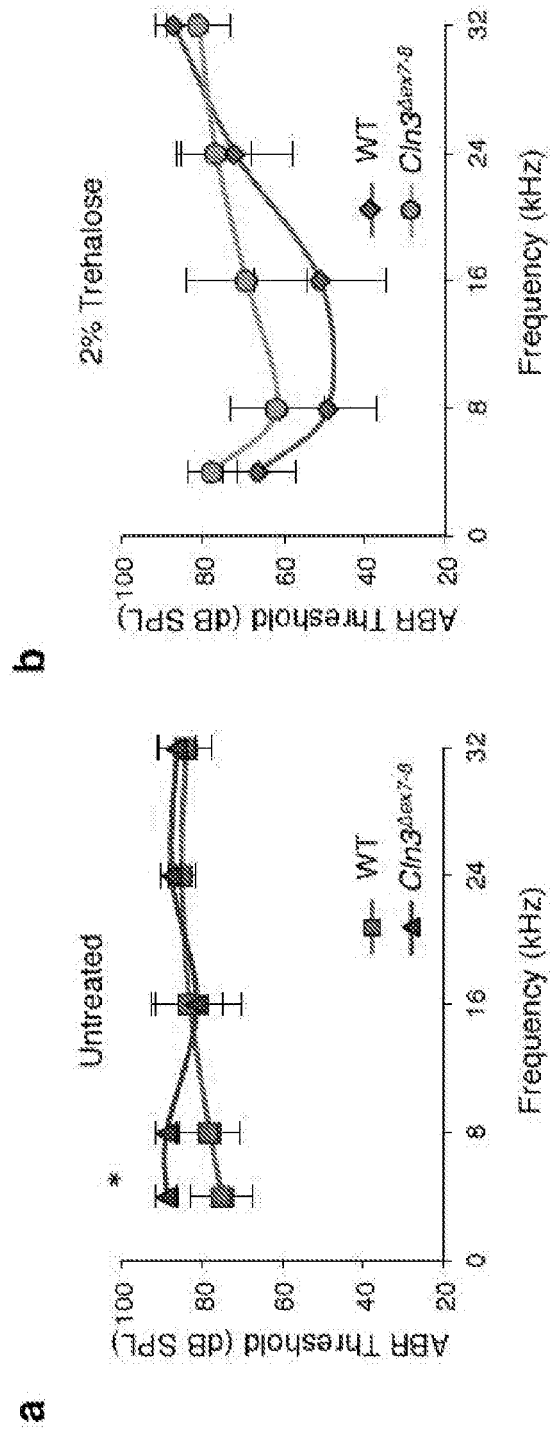 a
Untreated
ABR Threshold (dB SPL)
100
80
60
40
20
0
8
16
24
32
Frequency (kHz)
WT
Cln3Δex7-8
*
b
2% Trehalose
ABR Threshold (dB SPL)
100
80
60
40
20
0
8
16
24
32
Frequency (kHz)
WT
Cln3Δex7-8